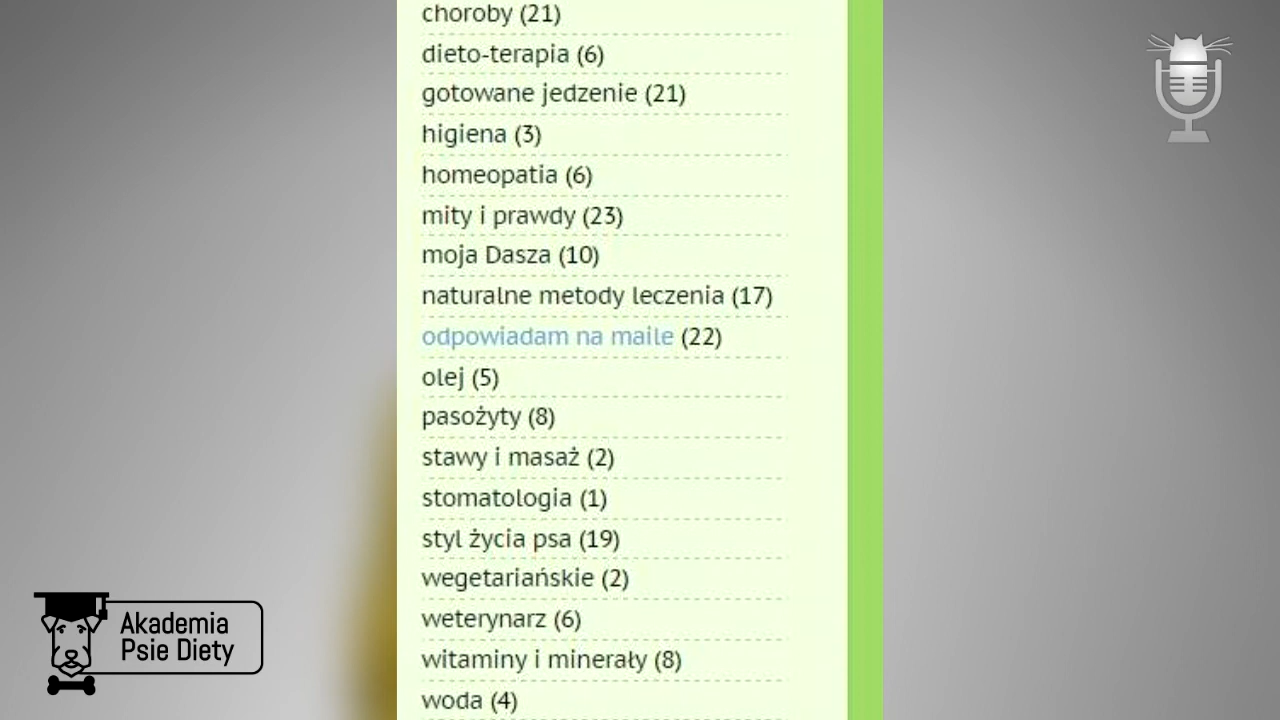 choroby (21)
dieto-terapia (6)
gotowane jedzenie (21)
higiena (3)
homeopatia (6)
mity i prawdy (23)
moja Dasza (10)
naturalne metody leczenia (17)
odpowiadam na maile (22)
olej (5)
pasożyty (8)
stawy i masaż (2)
stomatologia (1)
styl życia psa (19)
wegetariańskie (2)
weterynarz (6)
witaminy i minerały (8)
woda (4)
Akademia
Psie Diety